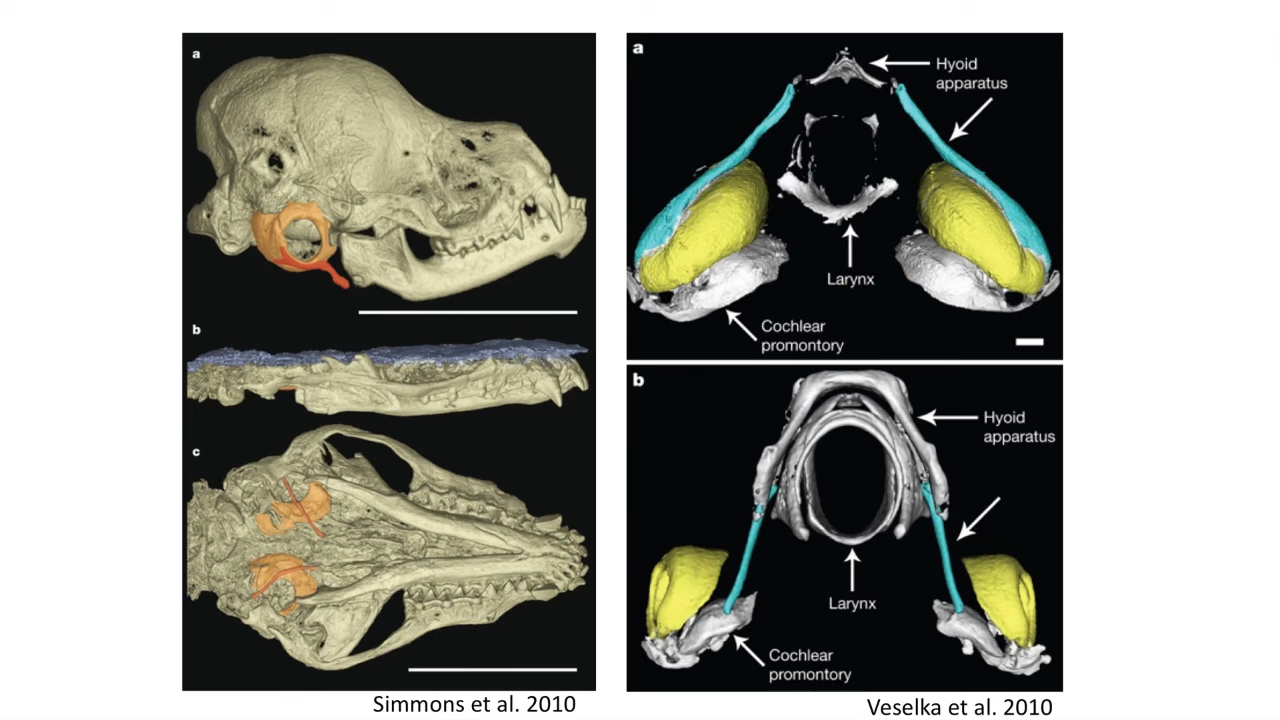 a
b
c
Simmons et al. 2010
a
Hyoid
apparatus
Larynx
Cochlear
promontory
b
Hyoid
apparatus
Larynx
Cochlear
promontory
Veselka et al. 2010